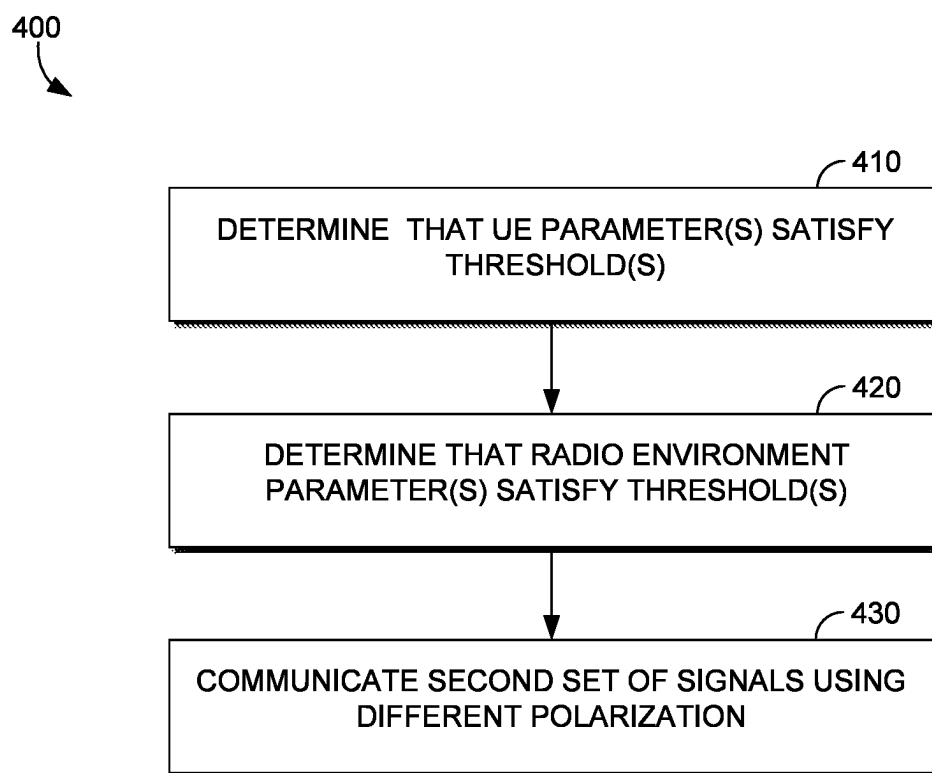 400
410
DETERMINE THAT UE PARAMETER(S) SATISFY
THRESHOLD(S)
420
DETERMINE THAT RADIO ENVIRONMENT
PARAMETER(S) SATISFY THRESHOLD(S)
430
COMMUNICATE SECOND SET OF SIGNALS USING
DIFFERENT POLARIZATION